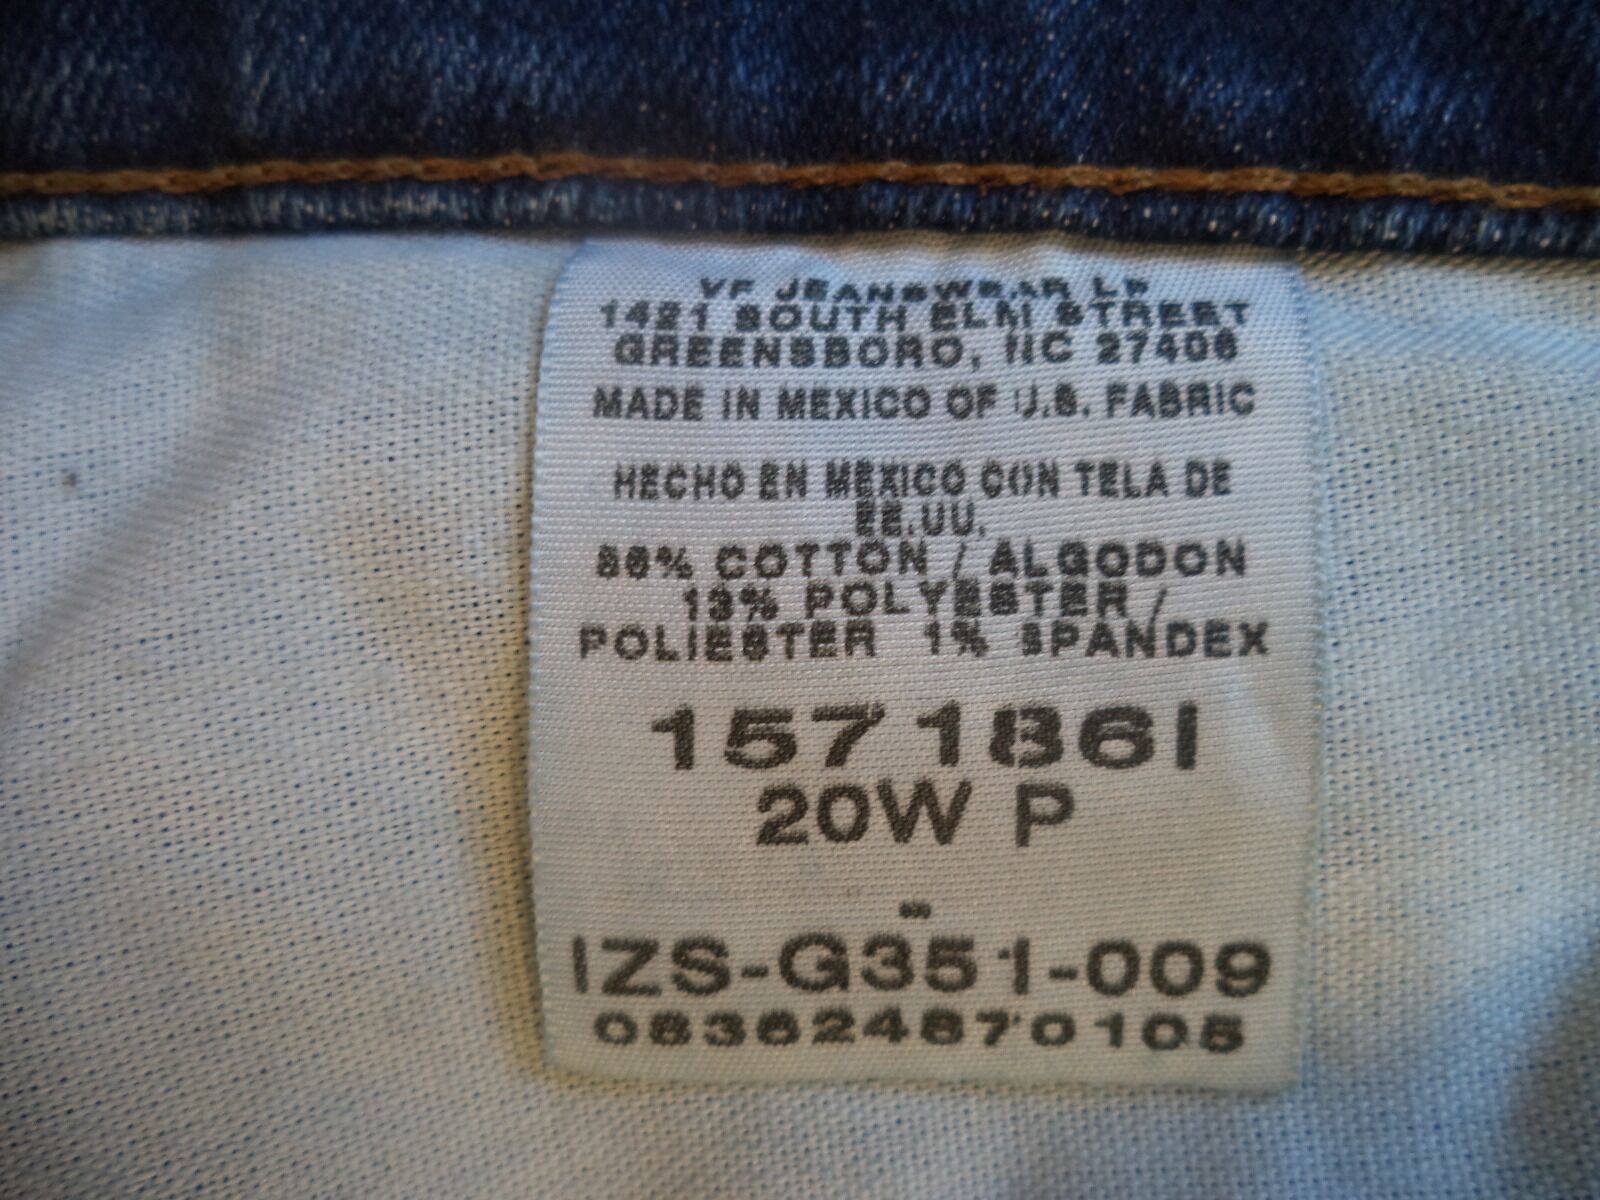 VF JEANSWEAR LP
1421 SOUTH ELM STREET
GREENSBORO, NC 27406
MADE IN MEXICO OF U.S. FABRIC
HECHO EN MEXICO CON TELA DE
EE.UU.
86% COTTON / ALGODON
13% POLYESTER /
POLIESTER 1% SPANDEX
157186I
20W P
-
IZS-G351-009